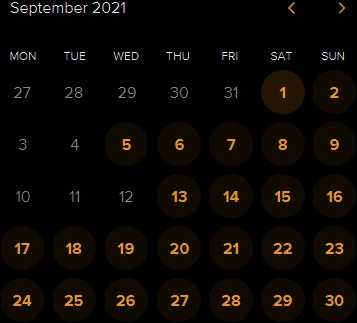 September 2021 < >
MON TUE WED THU FRI SAT SUN
27 28 29 30 31 1 2
3 4 5 6 7 8 9
10 11 12 13 14 15 16
17 18 19 20 21 22 23
24 25 26 27 28 29 30